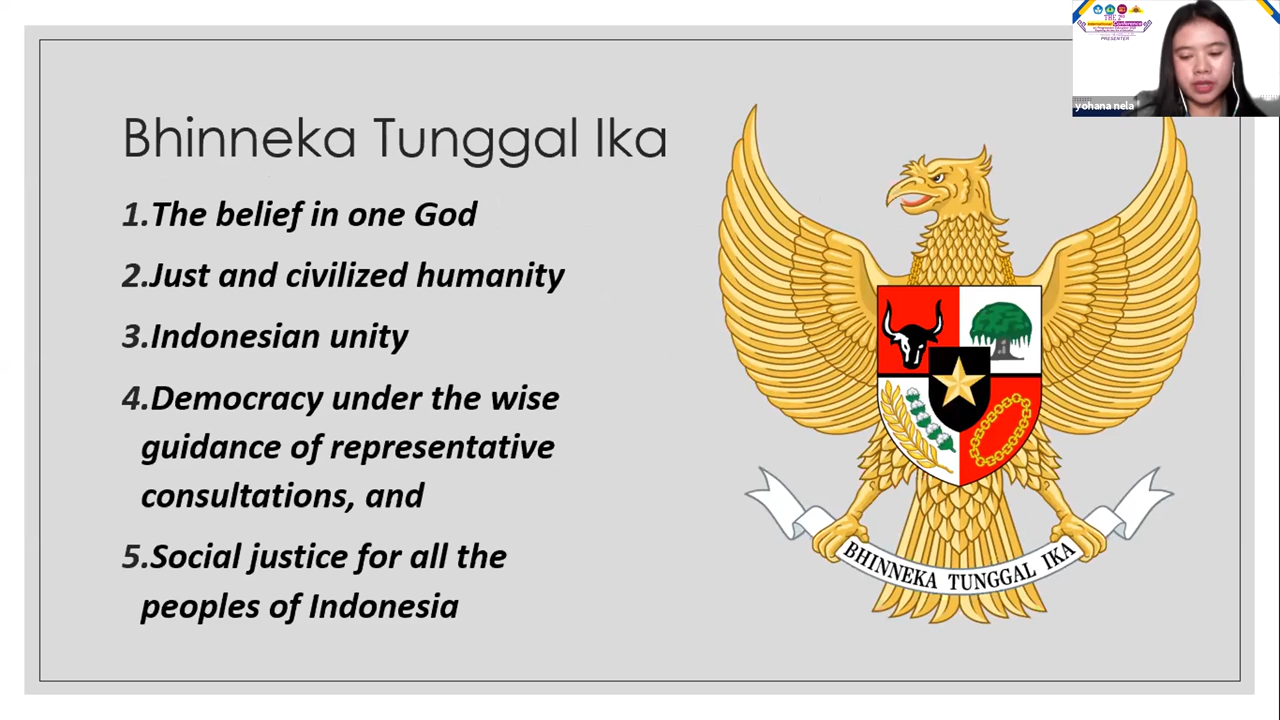 Bhinneka Tunggal Ika
1.The belief in one God
2.Just and civilized humanity
3.Indonesian unity
4.Democracy under the wise
guidance of representative
consultations, and
5.Social justice for all the
peoples of Indonesia
BHINNEKA TUNGGAL IKA
International Conference
PRESENTER
yohana nela